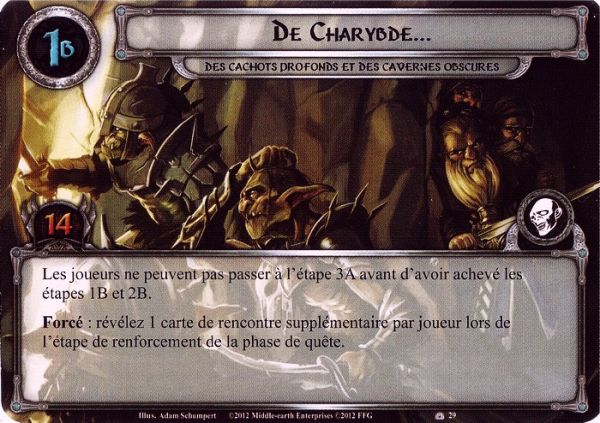 1B
De Charybde...
Des cachots profonds et des cavernes obscures
14
Les joueurs ne peuvent pas passer à l'étape 3A avant d'avoir achevé les
étapes 1B et 2B.
Forcé : révélez 1 carte de rencontre supplémentaire par joueur lors de
l'étape de renforcement de la phase de quête.
Illus. Adam Schumpert ©2012 Middle-earth Enterprises ©2012 FFG 29